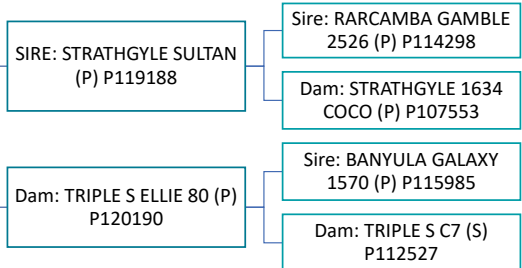 SIRE: STRATHGYLE SULTAN
(P) P119188
Sire: RARCAMBA GAMBLE
2526 (P) P114298
Dam: STRATHGYLE 1634
COCO (P) P107553
Dam: TRIPLE S ELLIE 80 (P)
P120190
Sire: BANYULA GALAXY
1570 (P) P115985
Dam: TRIPLE S C7 (S)
P112527